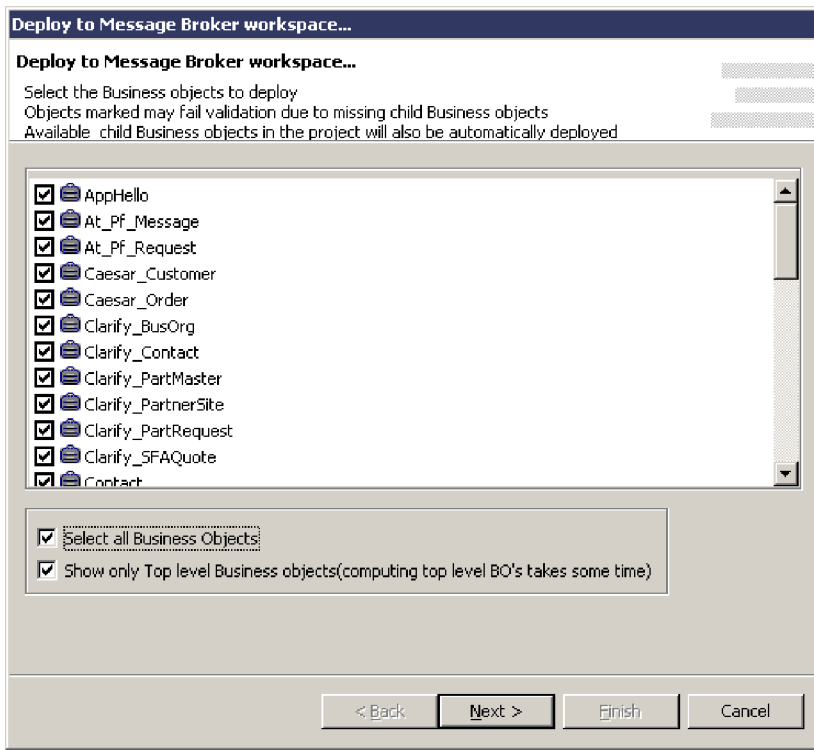 Deploy to Message Broker workspace...
Deploy to Message Broker workspace...
Select the Business objects to deploy
Objects marked may fail validation due to missing child Business objects
Available child Business objects in the project will also be automatically deployed
AppHello
At_Pf_Message
At_Pf_Request
Caesar_Customer
Caesar_Order
Clarify_BusOrg
Clarify_Contact
Clarify_PartMaster
Clarify_PartnerSite
Clarify_PartRequest
Clarify_SFAQuote
Contact
Select all Business Objects
Show only Top level Business objects(computing top level BO's takes some time)
< Back Next > Finish Cancel